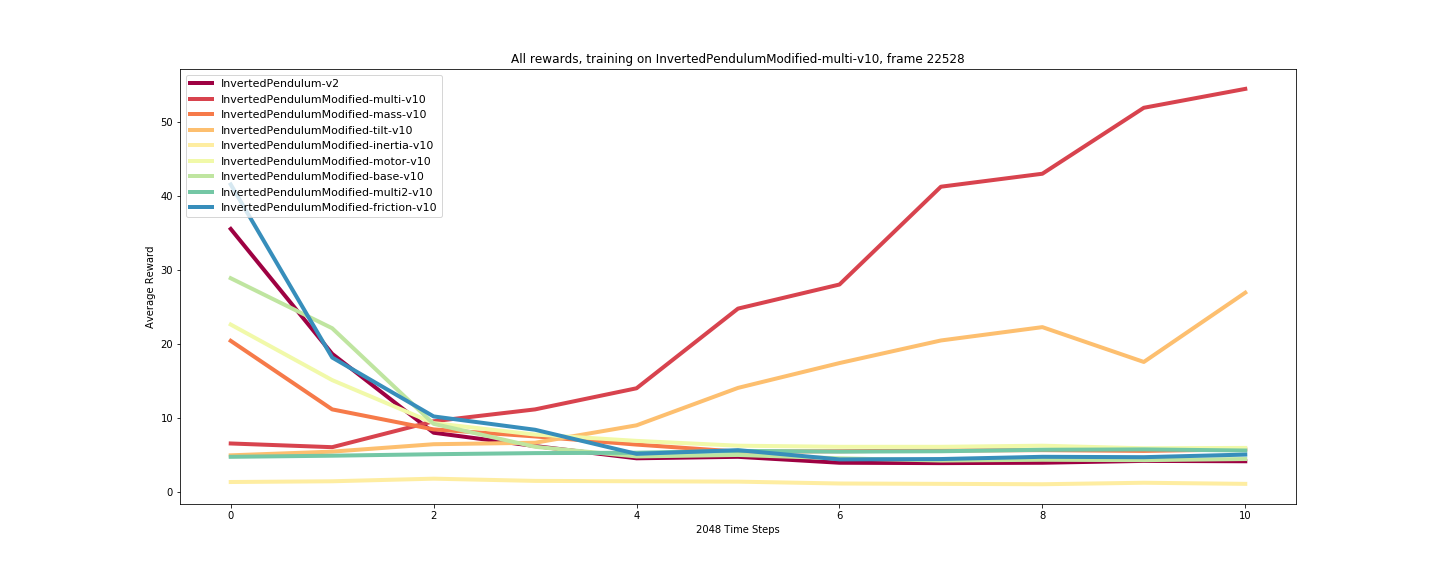 All rewards, training on InvertedPendulumModified-multi-v10, frame 22528
InvertedPendulum-v2
InvertedPendulumModified-multi-v10
InvertedPendulumModified-mass-v10
InvertedPendulumModified-tilt-v10
InvertedPendulumModified-inertia-v10
InvertedPendulumModified-motor-v10
InvertedPendulumModified-base-v10
InvertedPendulumModified-multi2-v10
InvertedPendulumModified-friction-v10
Average Reward
50
40
30
20
10
0
0 2 4 6 8 10
2048 Time Steps